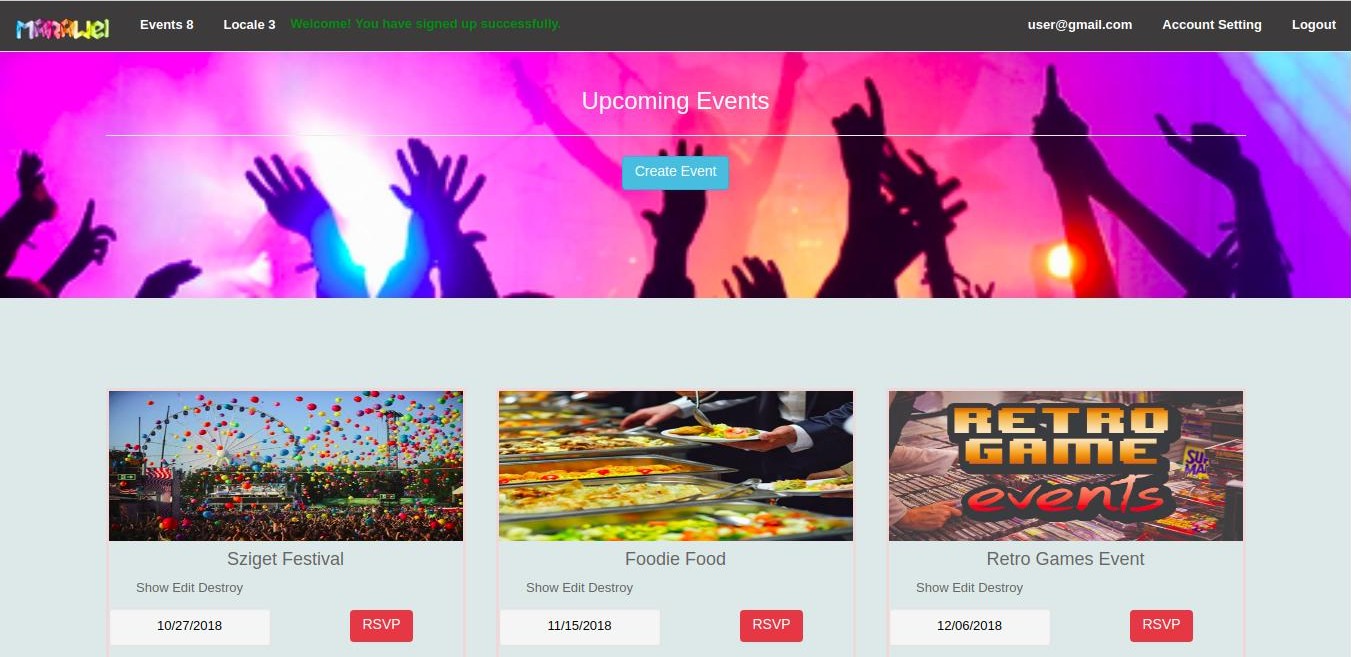 Marawei Events 8 Locale 3 Welcome! You have signed up successfully. user@gmail.com Account Setting Logout
Upcoming Events
Create Event
RETRO
GAME
events
Sziget Festival Foodie Food Retro Games Event
Show Edit Destroy Show Edit Destroy Show Edit Destroy
10/27/2018 RSVP 11/15/2018 RSVP 12/06/2018 RSVP